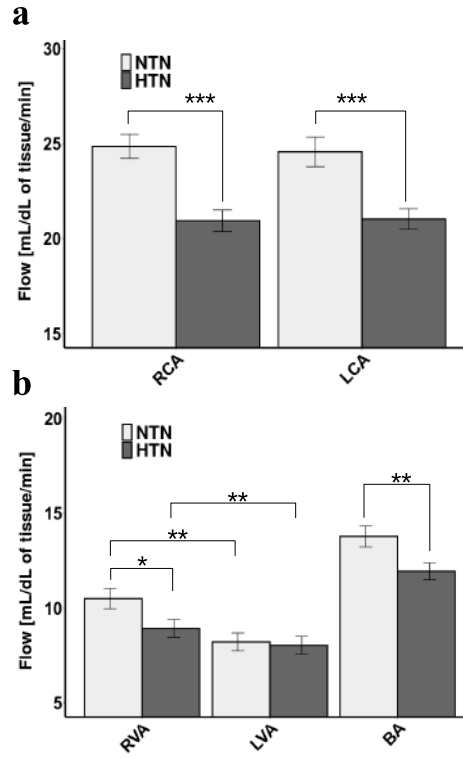 a
Flow [mL/dL of tissue/min]
30
25
20
15
NTN
HTN
***
***
RCA
LCA
b
Flow [mL/dL of tissue/min]
20
15
10
5
NTN
HTN
**
**
**
*
RVA
LVA
BA